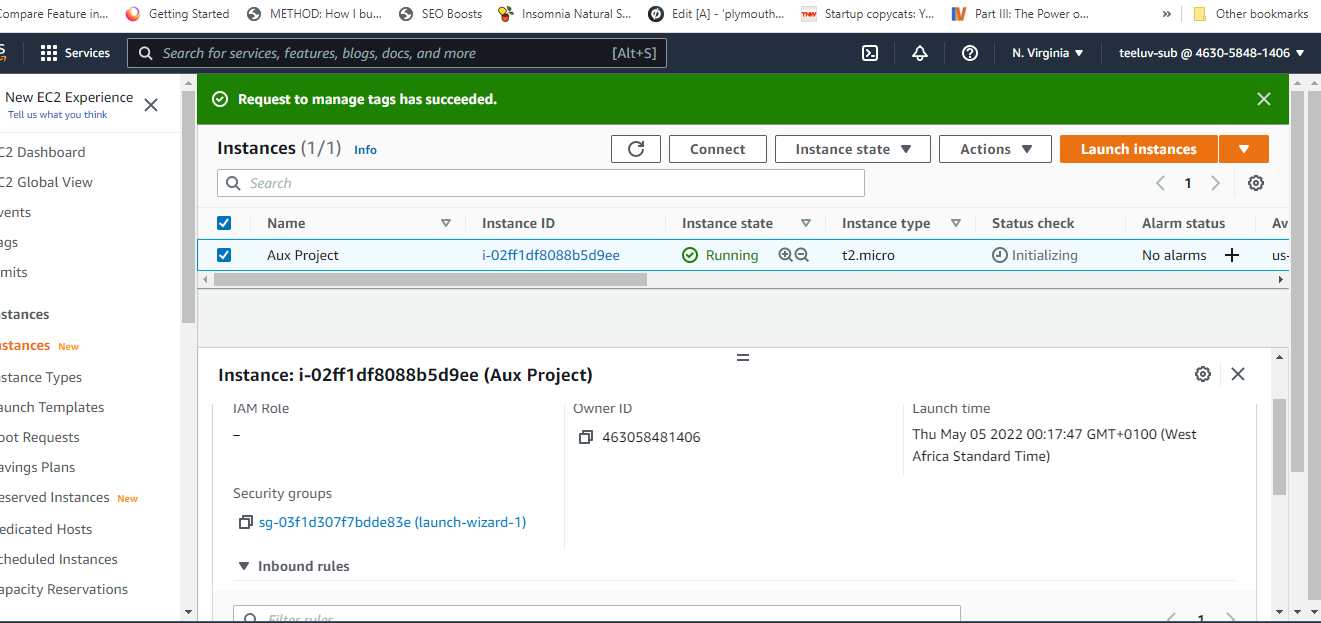 Compare Feature in... Getting Started METHOD: How I bu... SEO Boosts Insomnia Natural S... Edit [A] - 'plymouth... TNW Startup copycats: Y... Part III: The Power o... » Other bookmarks
Services Search for services, features, blogs, docs, and more [Alt+S] N. Virginia teeluv-sub @ 4630-5848-1406
New EC2 Experience
Tell us what you think
C2 Dashboard
C2 Global View
vents
ags
mits
nstances
nstances New
nstance Types
aunch Templates
pot Requests
avings Plans
eserved Instances New
edicated Hosts
cheduled Instances
apacity Reservations
Request to manage tags has succeeded.
Instances (1/1) Info Connect Instance state Actions Launch instances
Search 1
Name Instance ID Instance state Instance type Status check Alarm status Av
Aux Project i-02ff1df8088b5d9ee Running t2.micro Initializing No alarms + us-
Instance: i-02ff1df8088b5d9ee (Aux Project)
IAM Role Owner ID Launch time
– 463058481406 Thu May 05 2022 00:17:47 GMT+0100 (West
Africa Standard Time)
Security groups
sg-03f1d307f7bdde83e (launch-wizard-1)
Inbound rules
Filter rules 1